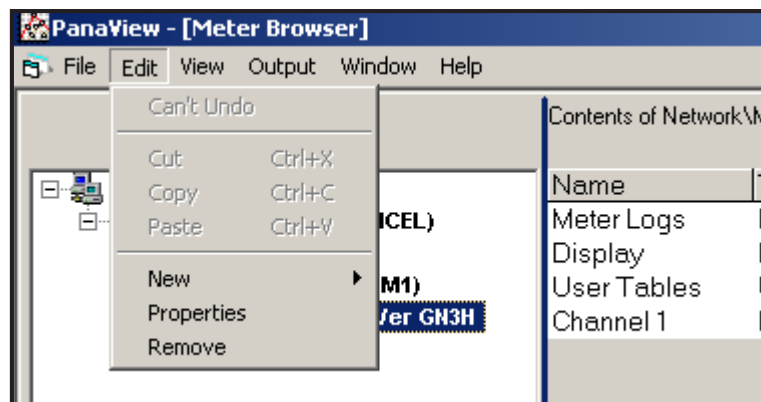 PanaView - [Meter Browser]
File Edit View Output Window Help
Can't Undo
Cut Ctrl+X
Copy Ctrl+C
Paste Ctrl+V
New
Properties
Remove
Contents of Network\
Name
Meter Logs
Display
User Tables
Channel 1
ICEL)
M1)
Ver GN3H